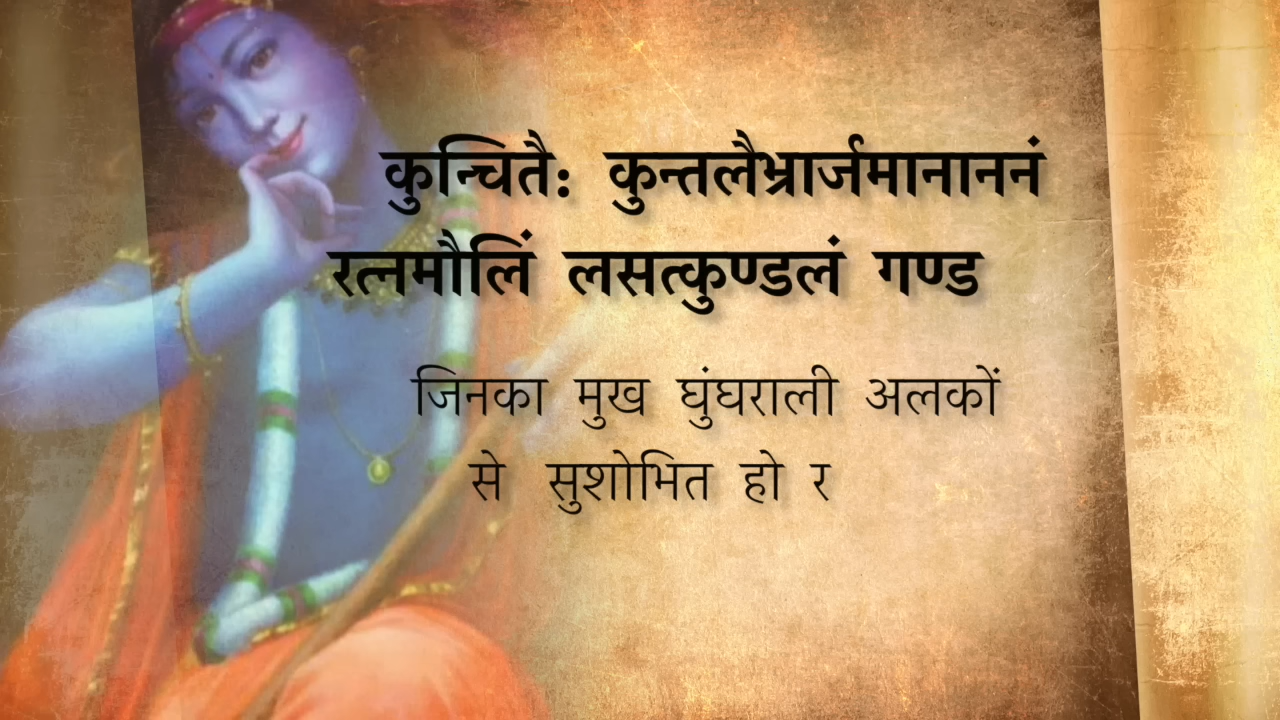 कुन्चितै: कुन्तलैभ्रार्जमानाननं
रत्नमौलिं लसत्कुण्डलं गण्ड
जिनका मुख घुंघराली अलकों
से सुशोभित हो र